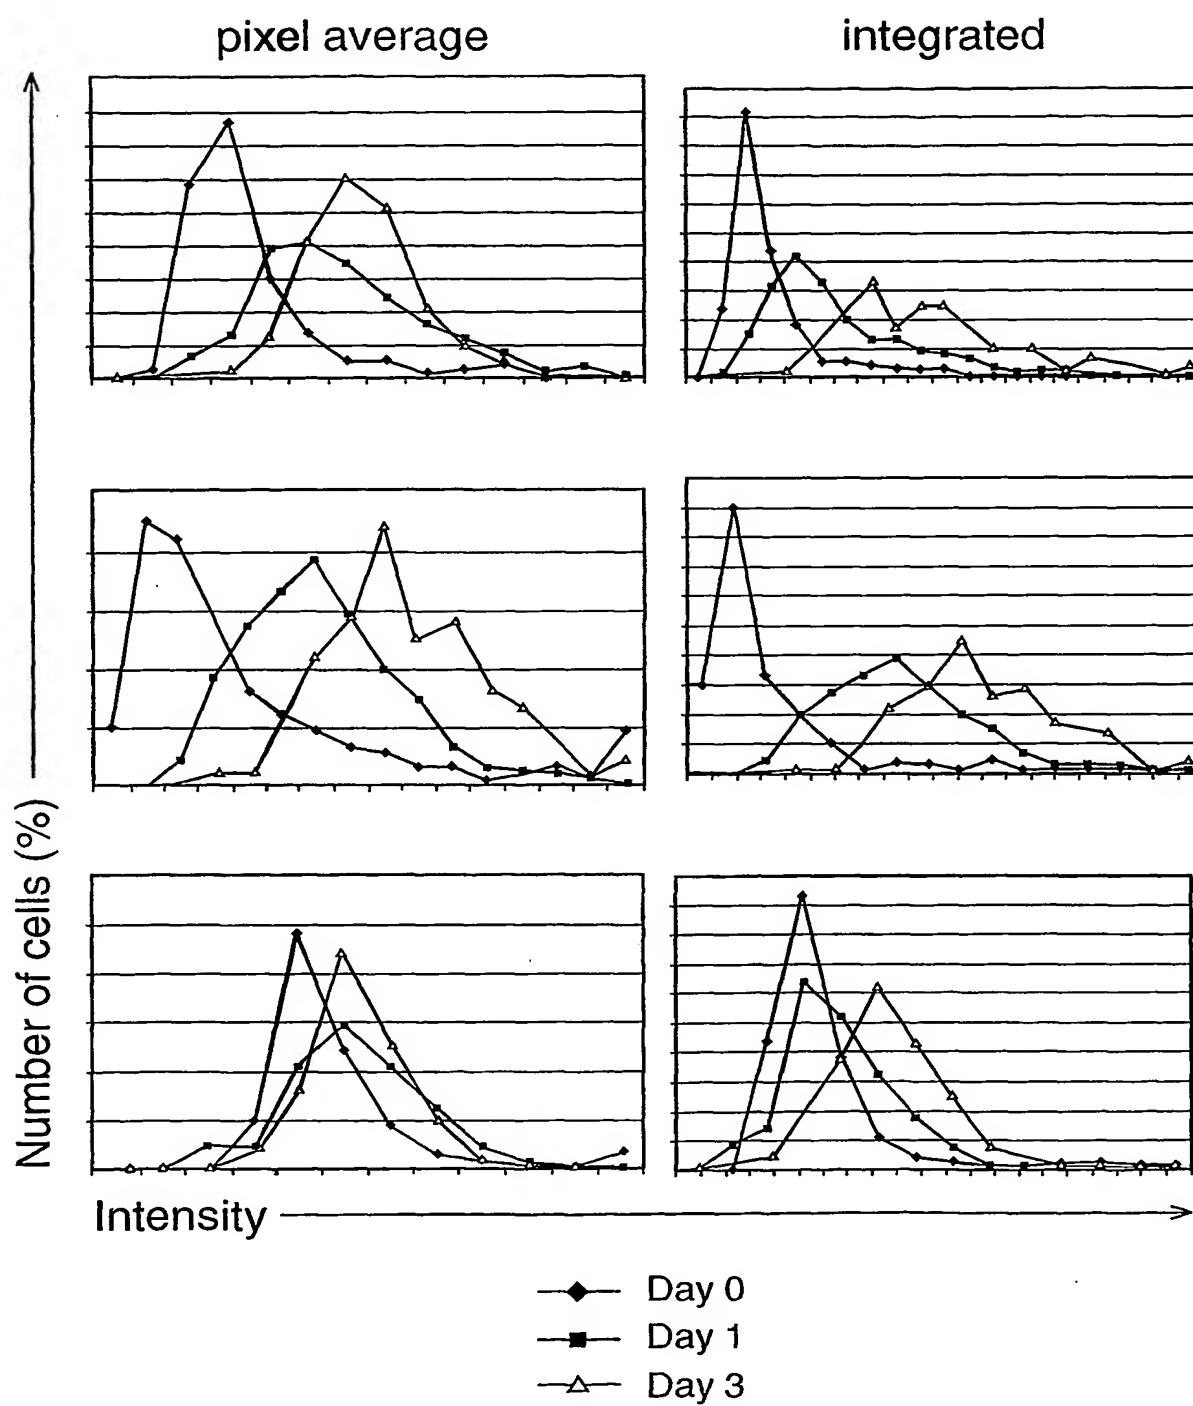 pixel average
integrated
Number of cells (%)
Intensity
Day 0
Day 1
Day 3